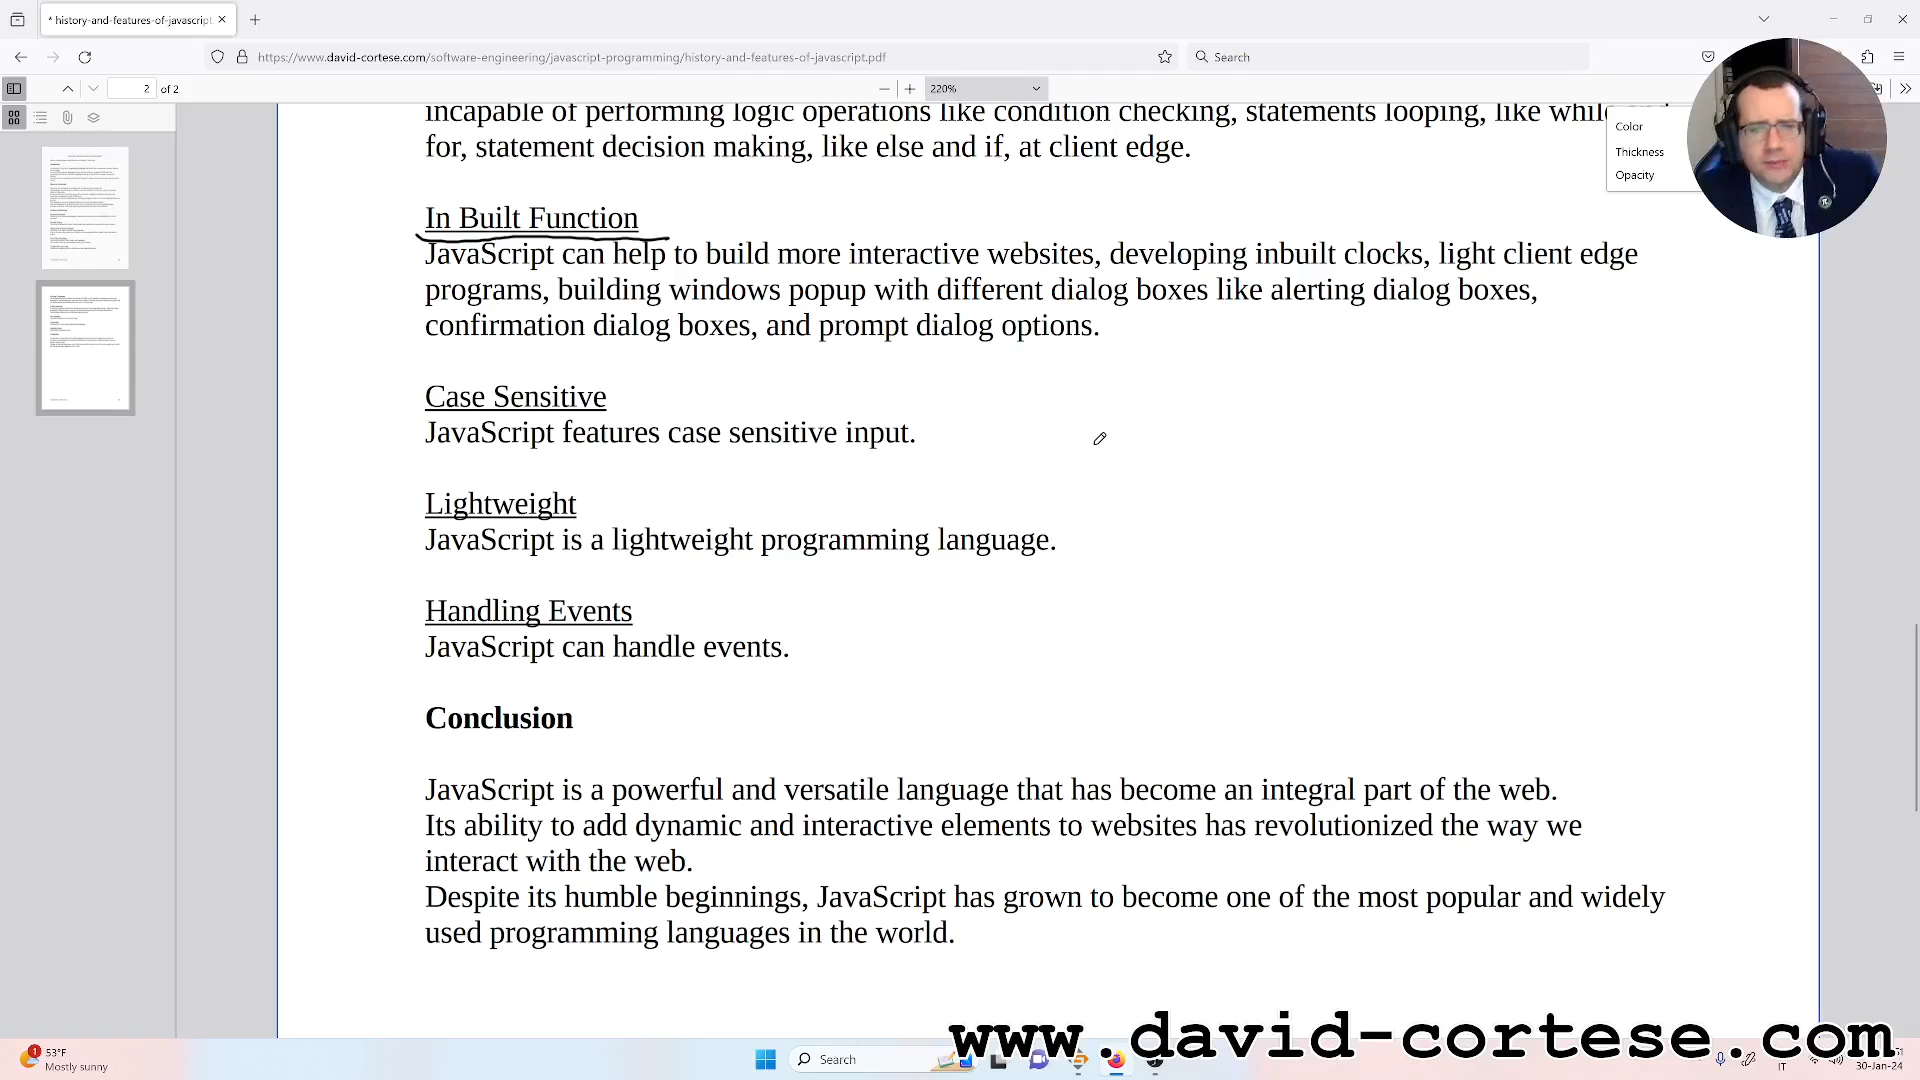 * history-and-features-of-javascript.
https://www.david-cortese.com/software-engineering/javascript-programming/history-and-features-of-javascript.pdf
Search
2 of 2
220%
incapable of performing logic operations like condition checking, statements looping, like while
for, statement decision making, like else and if, at client edge.
Color
Thickness
Opacity
In Built Function
JavaScript can help to build more interactive websites, developing inbuilt clocks, light client edge
programs, building windows popup with different dialog boxes like alerting dialog boxes,
confirmation dialog boxes, and prompt dialog options.
Case Sensitive
JavaScript features case sensitive input.
Lightweight
JavaScript is a lightweight programming language.
Handling Events
JavaScript can handle events.
Conclusion
JavaScript is a powerful and versatile language that has become an integral part of the web.
Its ability to add dynamic and interactive elements to websites has revolutionized the way we
interact with the web.
Despite its humble beginnings, JavaScript has grown to become one of the most popular and widely
used programming languages in the world.
www.david-cortese.com
1
53°F
Mostly sunny
Search
IT
30-Jan-24